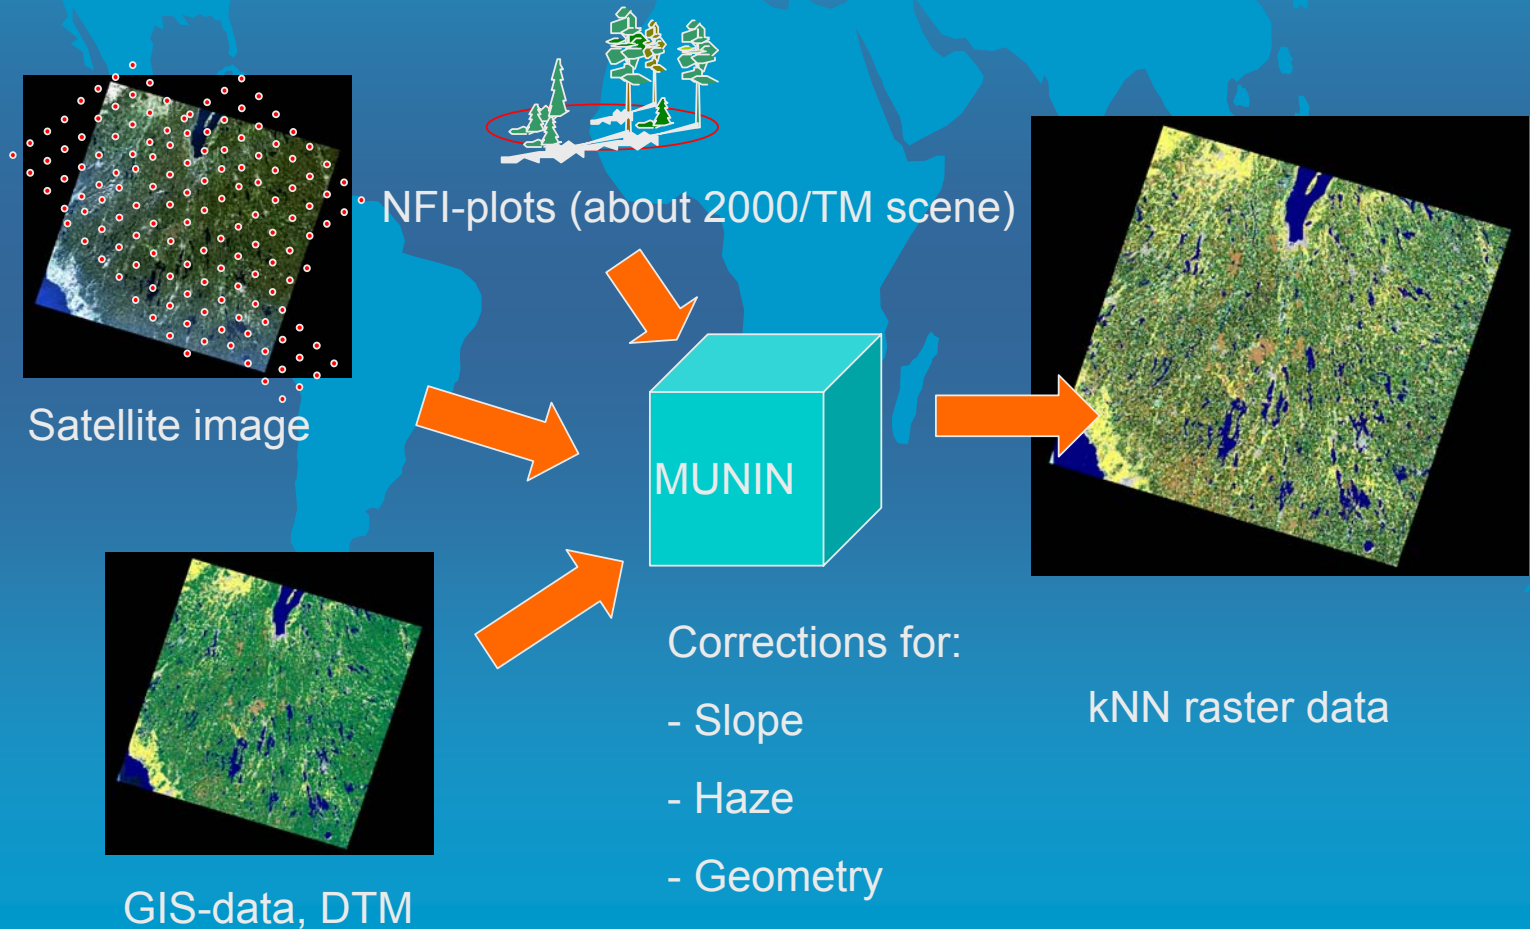 NFI-plots (about 2000/TM scene)
Satellite image
MUNIN
Corrections for:
- Slope
- Haze
- Geometry
kNN raster data
GIS-data, DTM